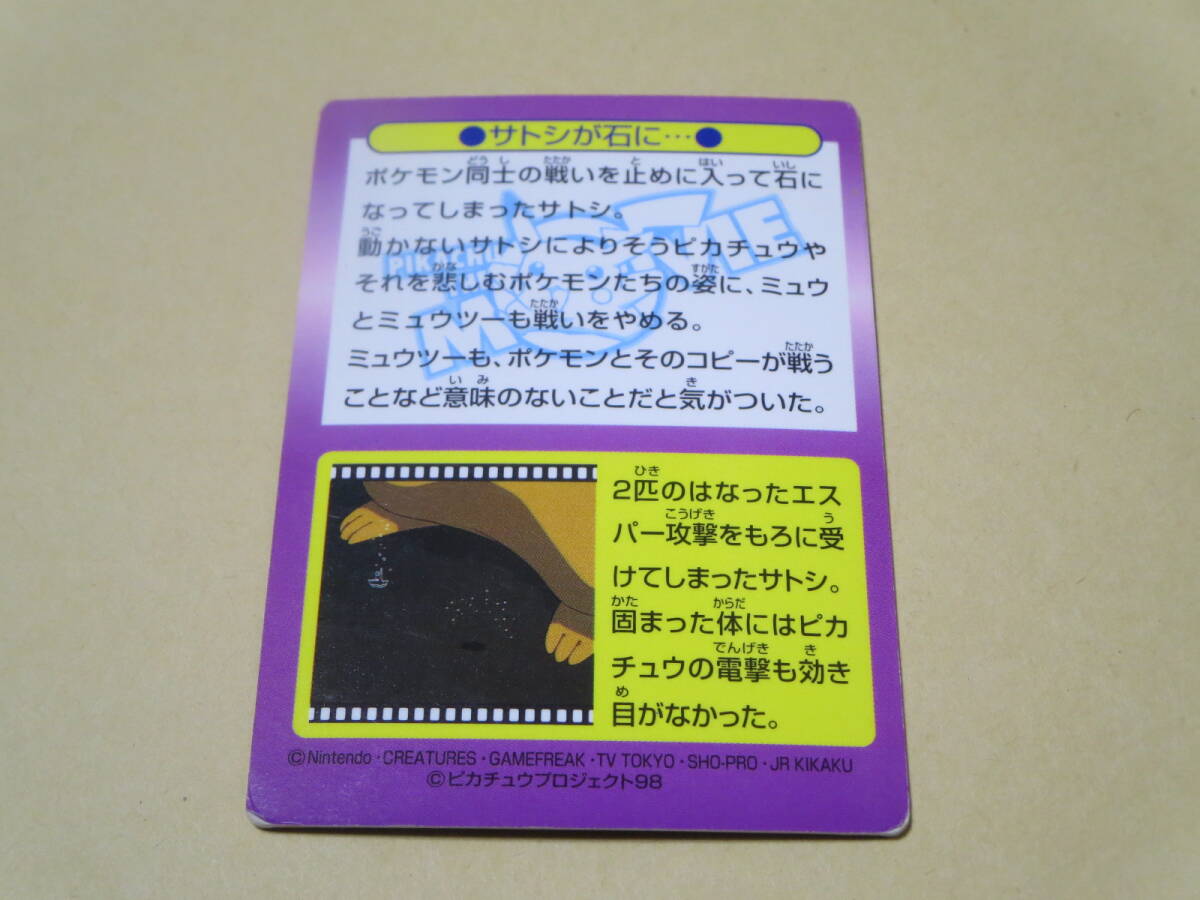 ●サトシが石に…●
ポケモン同士の戦いを止めに入って石に
なってしまったサトシ。
動かないサトシによりそうピカチュウや
それを悲しむポケモンたちの姿に、ミュウ
とミュウツーも戦いをやめる。
ミュウツーも、ポケモンとそのコピーが戦う
ことなど意味のないことだと気がついた。
2匹のはなったエス
パー攻撃をもろに受
けてしまったサトシ。
固まった体にはピカ
チュウの電撃も効き
目がなかった。
©Nintendo・CREATURES・GAMEFREAK・TV TOKYO・SHO-PRO・JR KIKAKU
©ピカチュウプロジェクト98